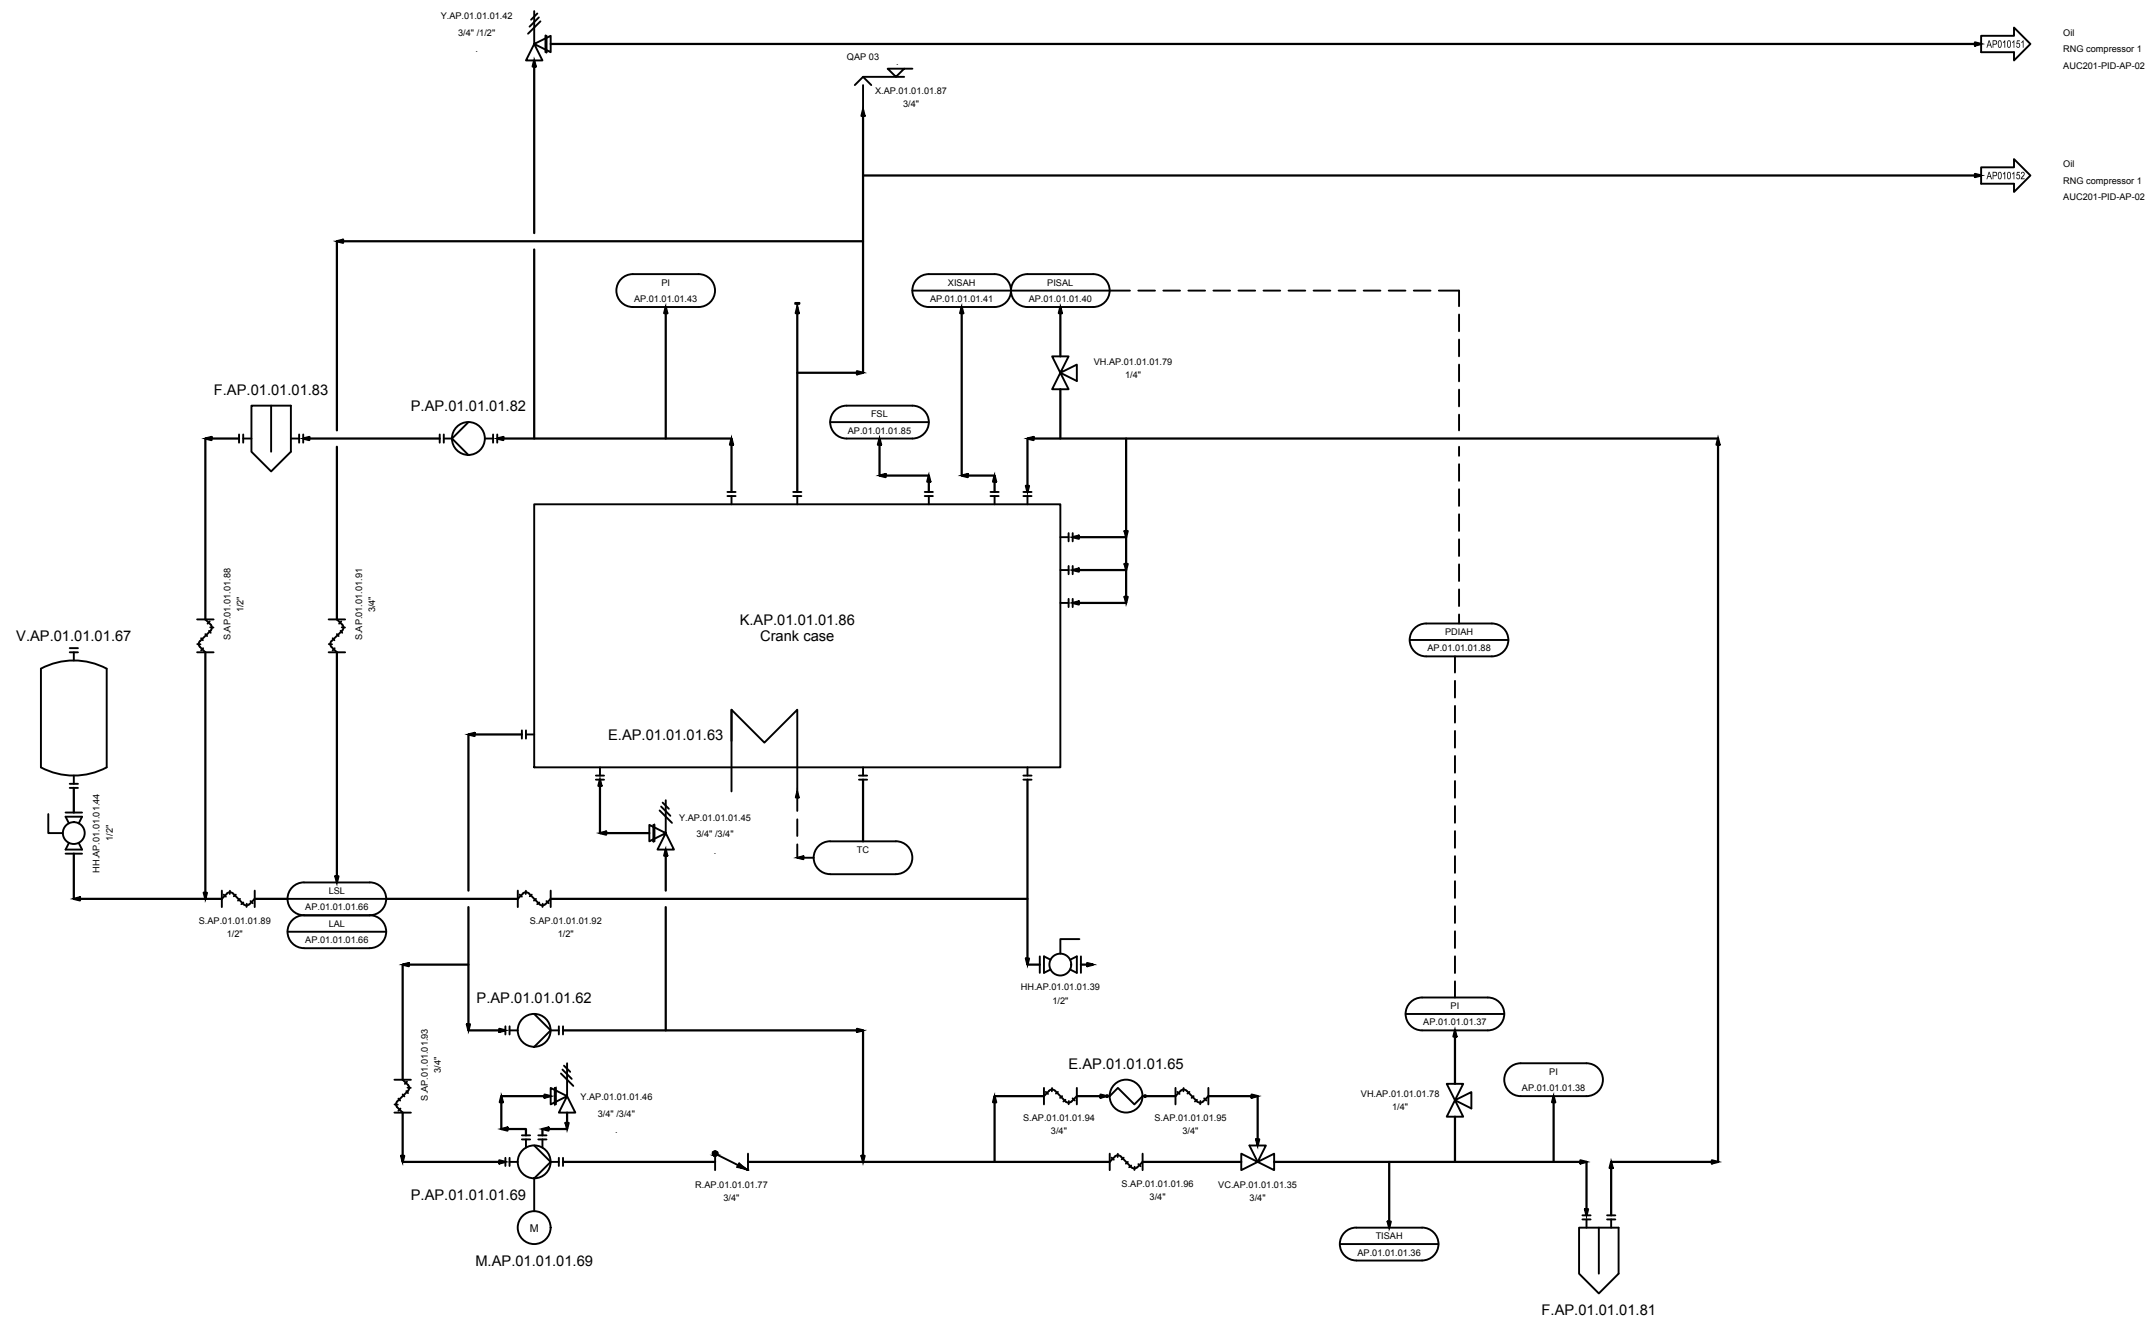 Y.AP.01.01.01.42
3/4" /1/2"
.
AP010151
Oil
RNG compressor 1
AUC201-PID-AP-02
QAP 03
.
X.AP.01.01.01.87
3/4"
AP010152
Oil
RNG compressor 1
AUC201-PID-AP-02
PI
AP.01.01.01.43
XISAH
AP.01.01.01.41
PISAL
AP.01.01.01.40
VH.AP.01.01.01.79
1/4"
F.AP.01.01.01.83
P.AP.01.01.01.82
FSL
AP.01.01.01.85
S.AP.01.01.01.88
1/2"
S.AP.01.01.01.91
3/4"
K.AP.01.01.01.86
Crank case
V.AP.01.01.01.67
PDIAH
AP.01.01.01.88
E.AP.01.01.01.63
HH.AP.01.01.01.44
1/2"
Y.AP.01.01.01.45
3/4" /3/4"
.
TC
LSL
AP.01.01.01.66
LAL
AP.01.01.01.66
S.AP.01.01.01.89
1/2"
S.AP.01.01.01.92
1/2"
HH.AP.01.01.01.39
1/2"
P.AP.01.01.01.62
PI
AP.01.01.01.37
S.AP.01.01.01.93
3/4"
E.AP.01.01.01.65
PI
AP.01.01.01.38
Y.AP.01.01.01.46
3/4" /3/4"
.
S.AP.01.01.01.94
3/4"
S.AP.01.01.01.95
3/4"
VH.AP.01.01.01.78
1/4"
P.AP.01.01.01.69
R.AP.01.01.01.77
3/4"
S.AP.01.01.01.96
3/4"
VC.AP.01.01.01.35
3/4"
M
M.AP.01.01.01.69
TISAH
AP.01.01.01.36
F.AP.01.01.01.81